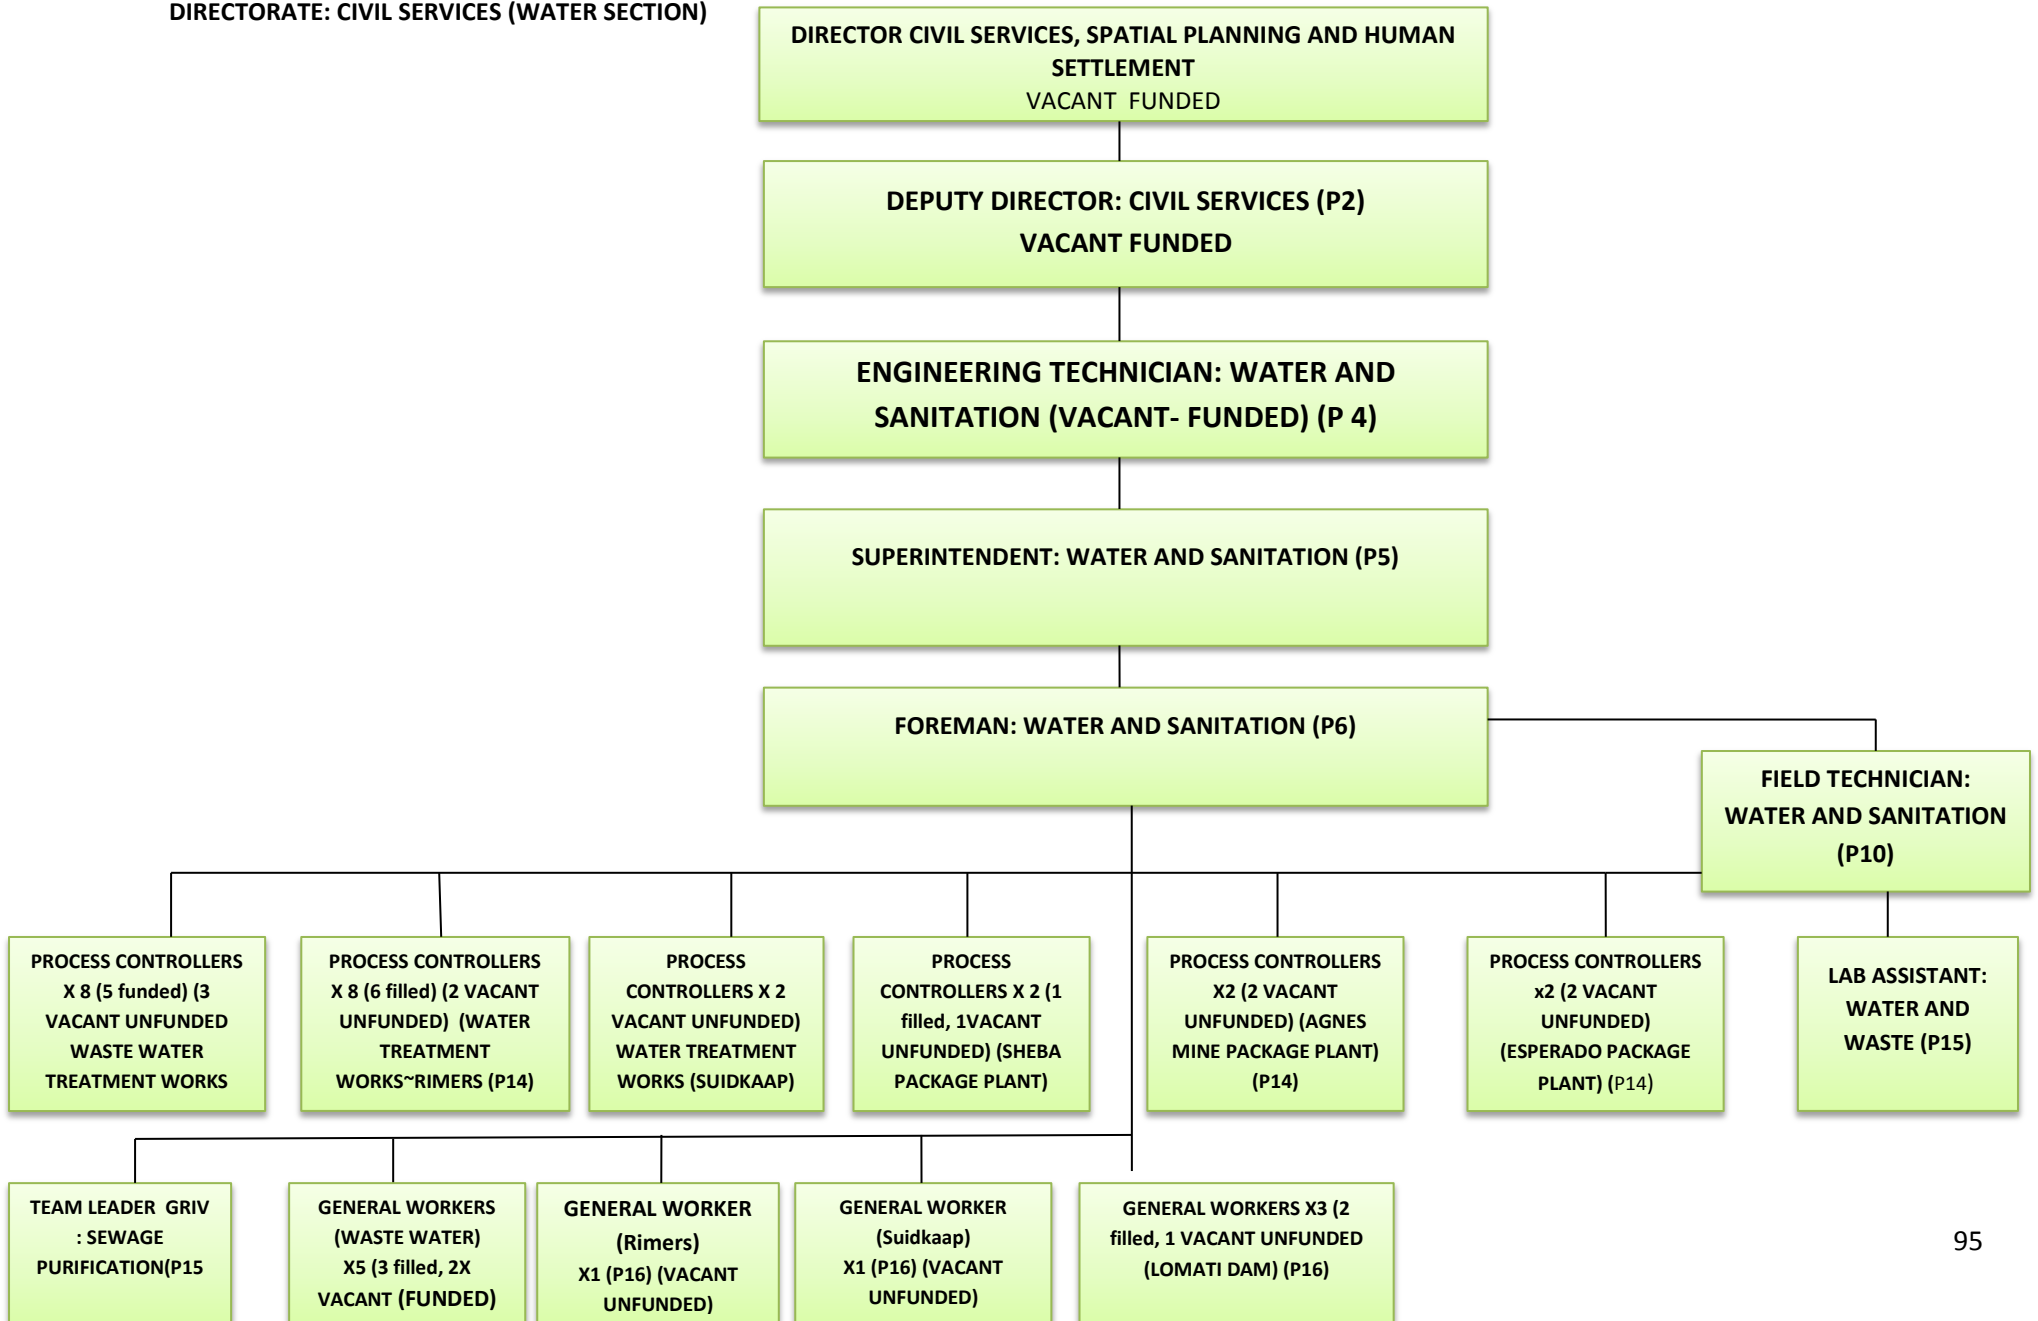 DIRECTORATE: CIVIL SERVICES (WATER SECTION)
DIRECTOR CIVIL SERVICES, SPATIAL PLANNING AND HUMAN
SETTLEMENT
VACANT FUNDED
DEPUTY DIRECTOR: CIVIL SERVICES (P2)
VACANT FUNDED
ENGINEERING TECHNICIAN: WATER AND
SANITATION (VACANT- FUNDED) (P 4)
SUPERINTENDENT: WATER AND SANITATION (P5)
FOREMAN: WATER AND SANITATION (P6)
FIELD TECHNICIAN:
WATER AND SANITATION
(P10)
PROCESS CONTROLLERS
X 8 (5 funded) (3
VACANT UNFUNDED
WASTE WATER
TREATMENT WORKS
PROCESS CONTROLLERS
X 8 (6 filled) (2 VACANT
UNFUNDED) (WATER
TREATMENT
WORKS~RIMERS (P14)
PROCESS
CONTROLLERS X 2
VACANT UNFUNDED)
WATER TREATMENT
WORKS (SUIDKAAP)
PROCESS
CONTROLLERS X 2 (1
filled, 1VACANT
UNFUNDED) (SHEBA
PACKAGE PLANT)
PROCESS CONTROLLERS
X2 (2 VACANT
UNFUNDED) (AGNES
MINE PACKAGE PLANT)
(P14)
PROCESS CONTROLLERS
x2 (2 VACANT
UNFUNDED)
(ESPERADO PACKAGE
PLANT) (P14)
LAB ASSISTANT:
WATER AND
WASTE (P15)
TEAM LEADER GRIV
: SEWAGE
PURIFICATION(P15
GENERAL WORKERS
(WASTE WATER)
X5 (3 filled, 2X
VACANT (FUNDED)
GENERAL WORKER
(Rimers)
X1 (P16) (VACANT
UNFUNDED)
GENERAL WORKER
(Suidkaap)
X1 (P16) (VACANT
UNFUNDED)
GENERAL WORKERS X3 (2
filled, 1 VACANT UNFUNDED
(LOMATI DAM) (P16)
95